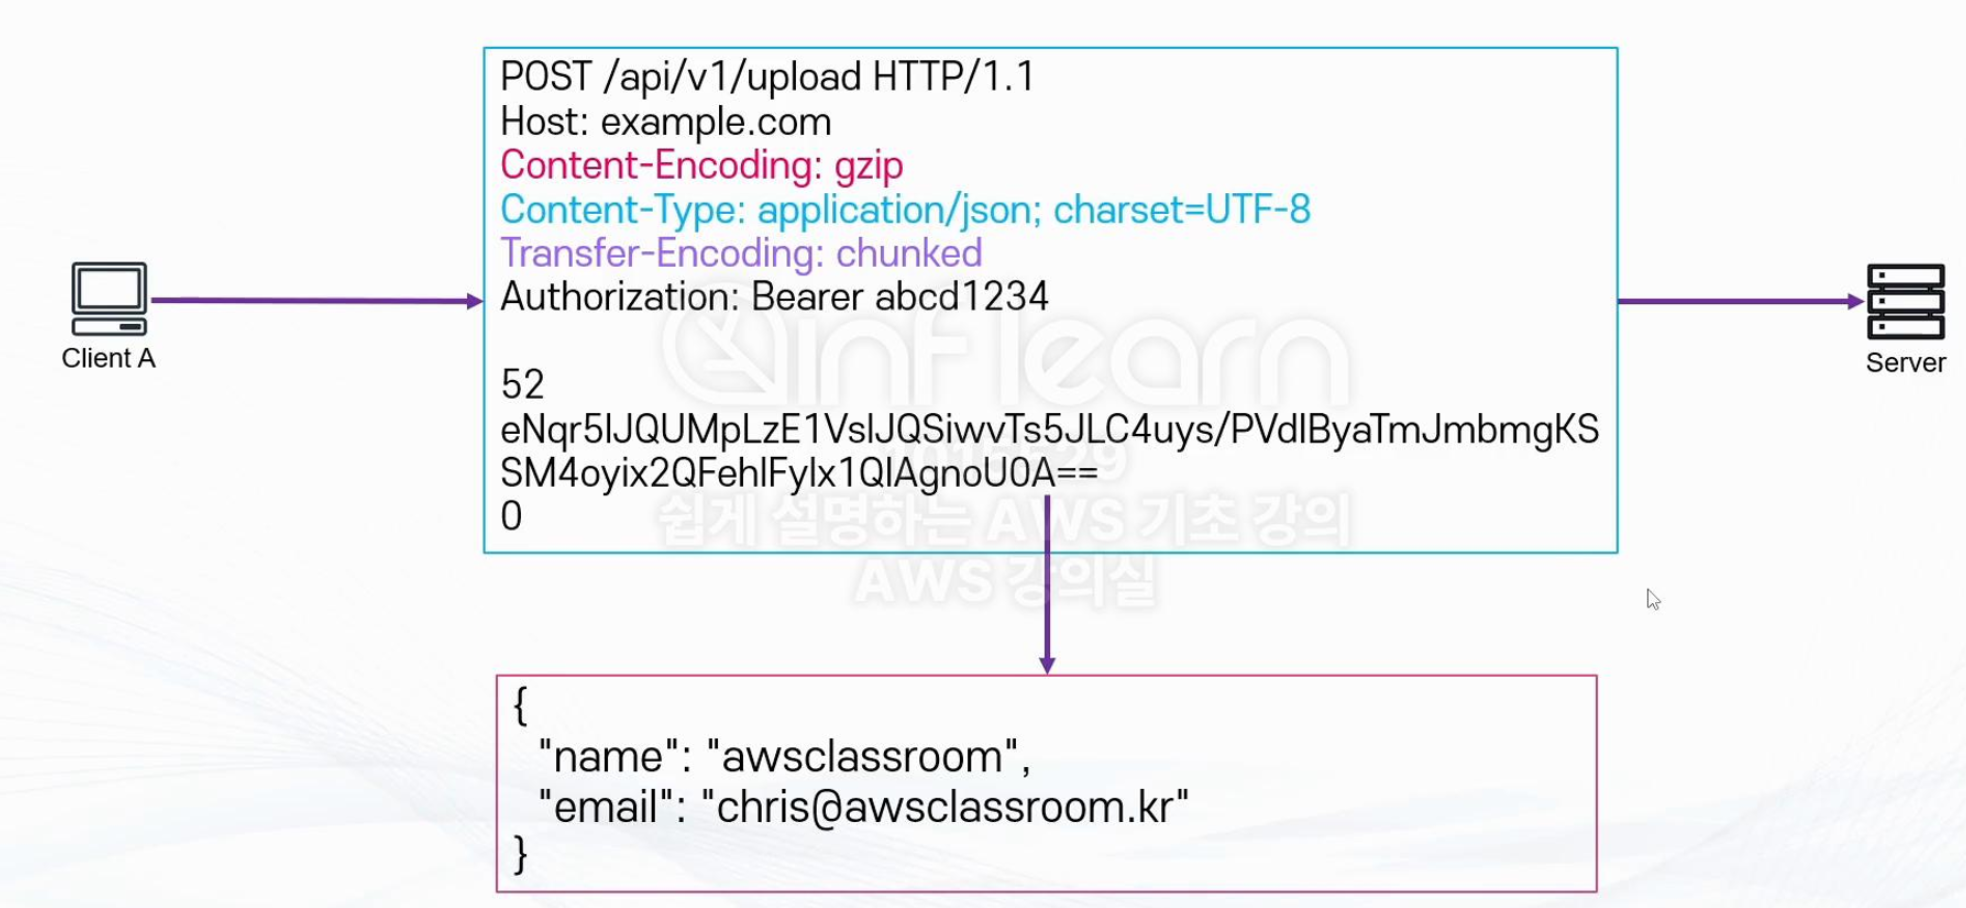 POST /api/v1/upload HTTP/1.1
Host: example.com
Content-Encoding: gzip
Content-Type: application/json; charset=UTF-8
Transfer-Encoding: chunked
Authorization: Bearer abcd1234
52
eNqr5lJQUMpLzE1VslJQSiwvTs5JLC4uys/PVdlByaTmJmbmgKS
SM4oyix2QFehlFylx1QlAgnoU0A==
0
Client A
Server
inflearn
1016529
쉽게 설명하는 AWS 기초 강의
AWS 강의실
{
"name": "awsclassroom",
"email": "chris@awsclassroom.kr"
}